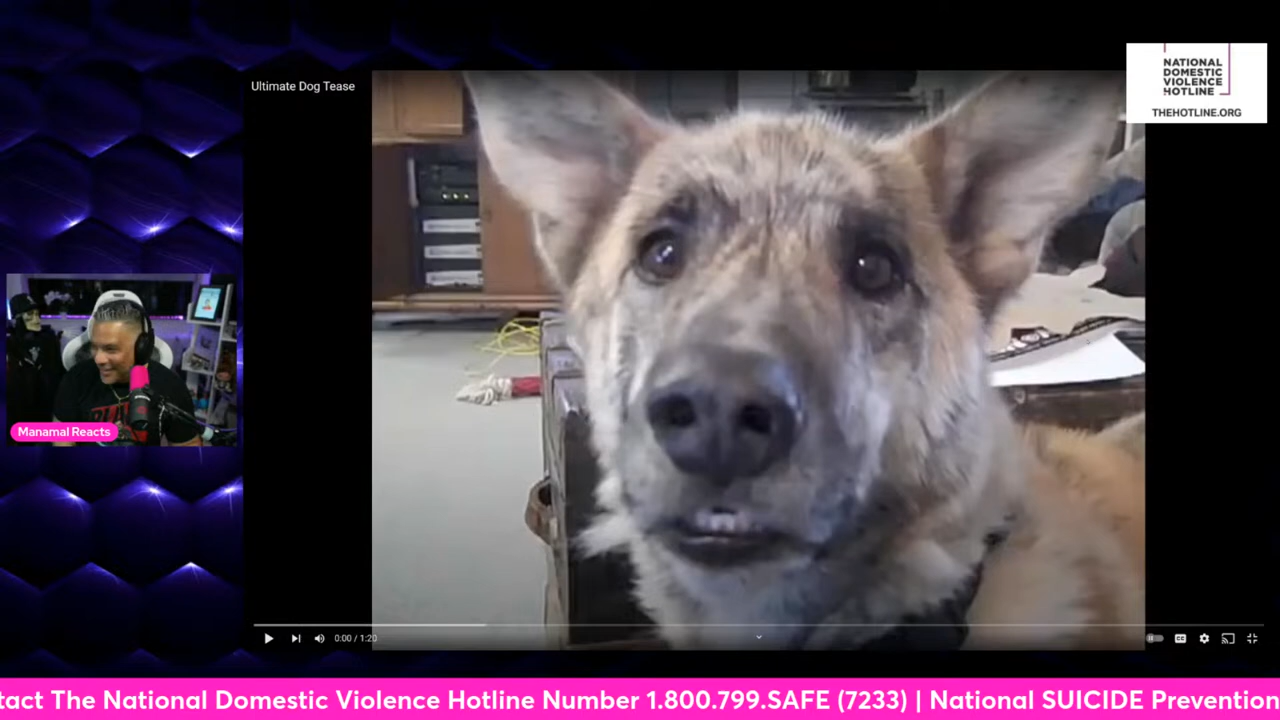 Ultimate Dog Tease
NATIONAL
DOMESTIC
VIOLENCE
HOTLINE
THEHOTLINE.ORG
Manamal Reacts
0:00 / 1:20
CC
tact The National Domestic Violence Hotline Number 1.800.799.SAFE (7233) | National SUICIDE Prevention